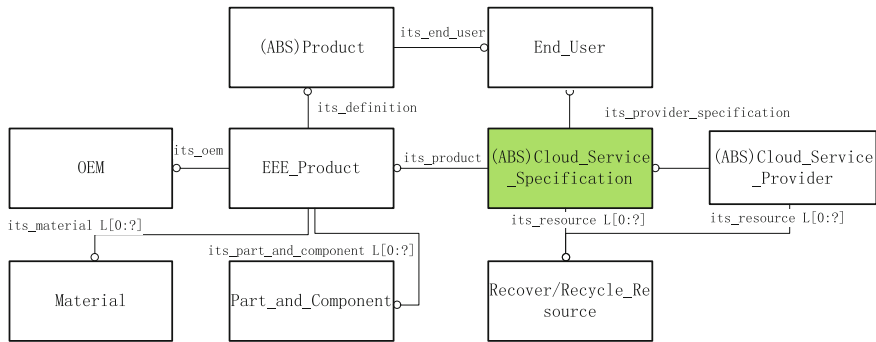 (ABS)Product
its_end_user
End_User
its_definition
its_provider_specification
OEM
its_oem
EEE_Product
its_product
(ABS)Cloud_Service
_Specification
(ABS)Cloud_Service
_Provider
its_material L[0:?]
its_part_and_component L[0:?]
its_resource L[0:?]
its_resource L[0:?]
Material
Part_and_Component
Recover/Recycle_Re
source